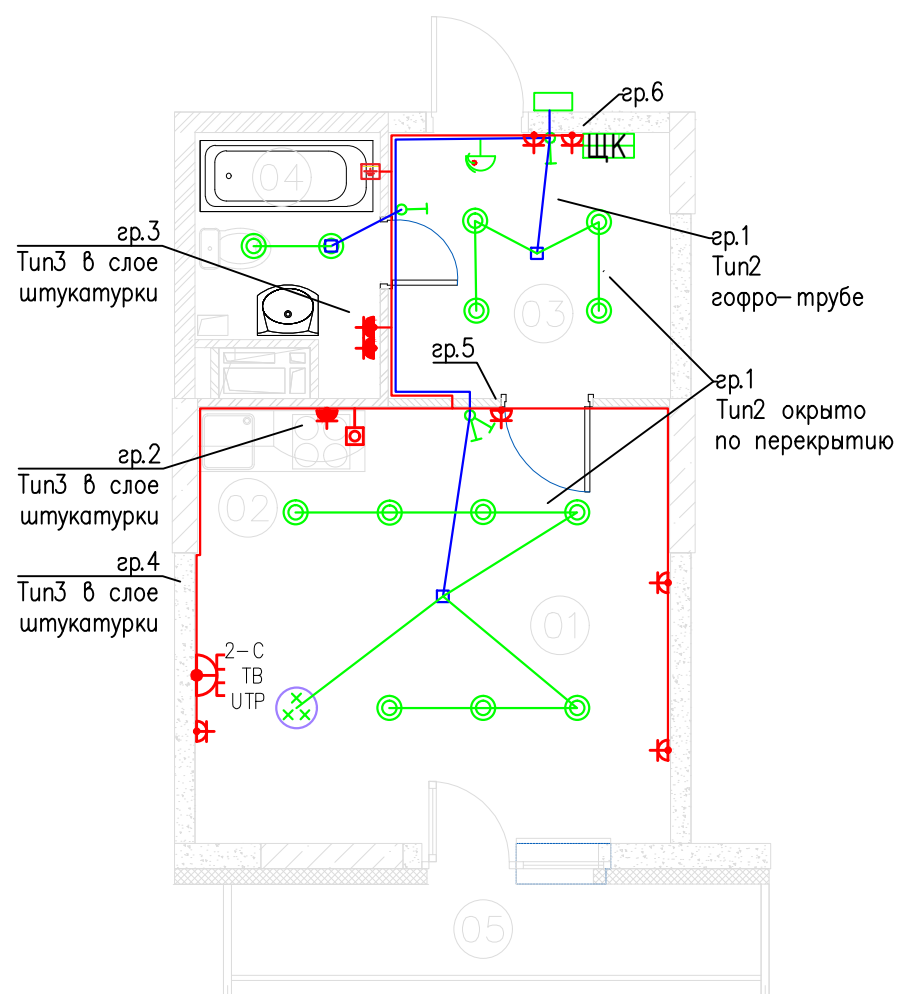 гр.6
ЩК
04
гр.3
Тип3 в слое
штукатурки
гр.1
Тип2
гофро-трубе
03
гр.5
гр.1
Тип2 окрыто
по перекрытию
гр.2
Тип3 в слое
штукатурки
02
гр.4
Тип3 в слое
штукатурки
01
2-С
ТВ
UTP
05